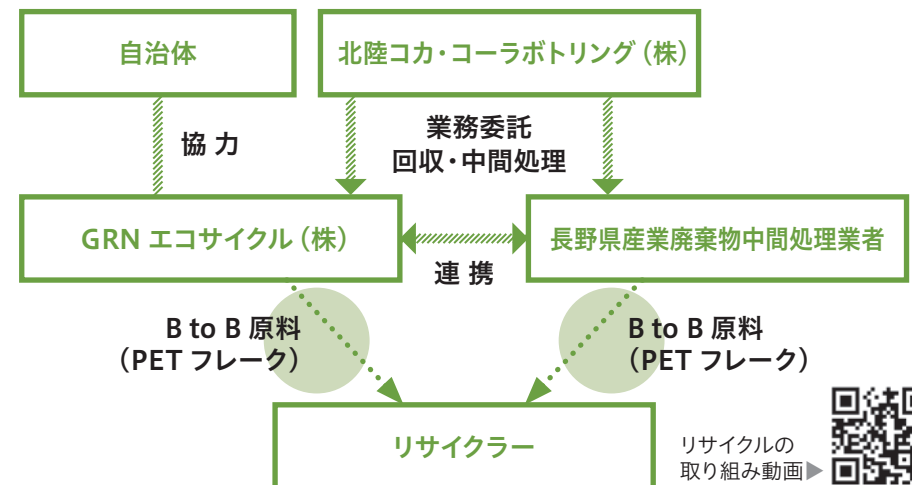 自治体
北陸コカ・コーラボトリング（株）
協 力
業務委託
回収・中間処理
GRN エコサイクル（株）
長野県産業廃棄物中間処理業者
連 携
B to B 原料
（PET フレーク）
B to B 原料
（PET フレーク）
リサイクラー
リサイクルの
取り組み動画▶